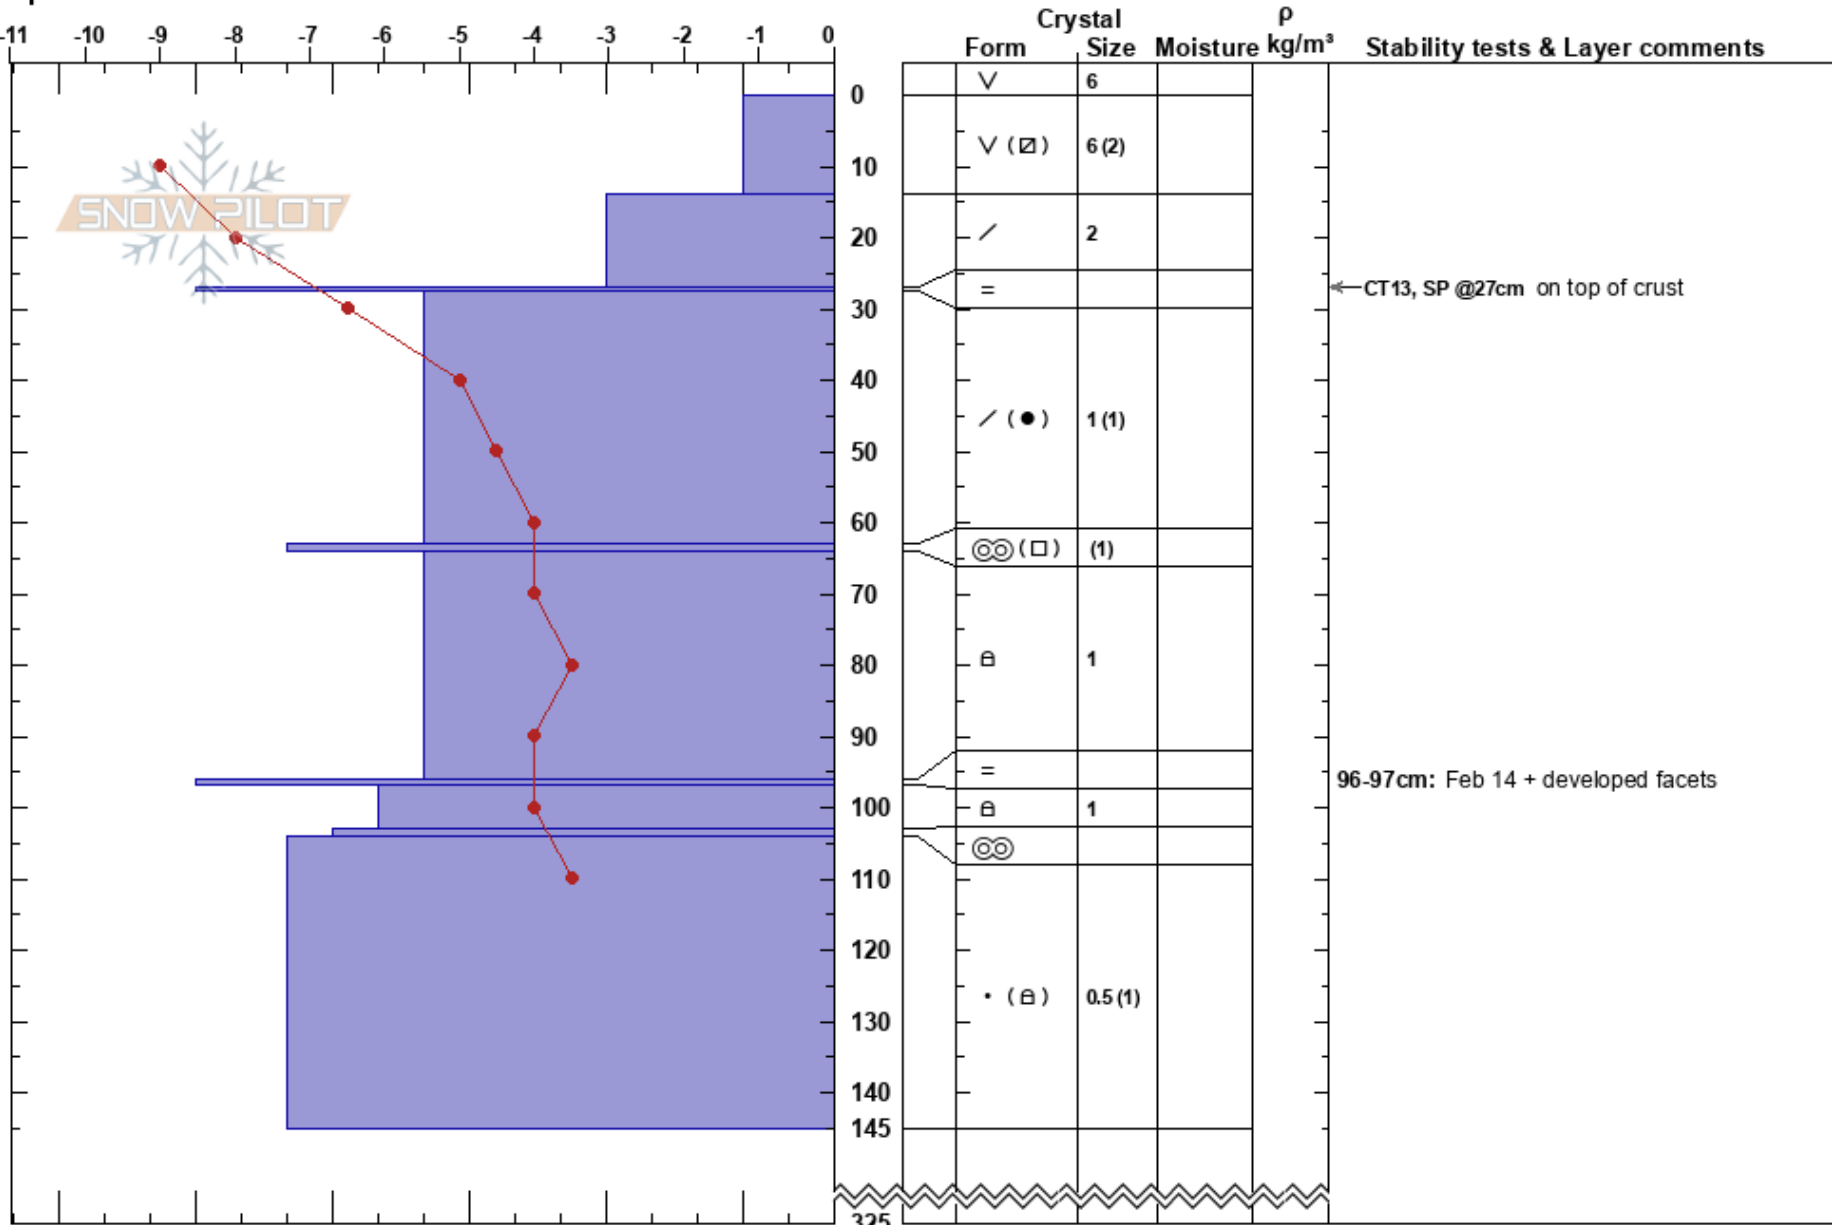 -11 -10 -9 -8 -7 -6 -5 -4 -3 -2 -1 0
Crystal
ρ
Form Size Moisture kg/m³ Stability tests & Layer comments
V 6
0
V (☑) 6 (2)
10
SNOW PILOT
20
/ 2
= CT13, SP @27cm on top of crust
30
40
/ (●) 1 (1)
50
60
(□) (1)
70
80
1
90
=
96-97cm: Feb 14 + developed facets
100
1
110
120
• ( ) 0.5 (1)
130
140
145
325